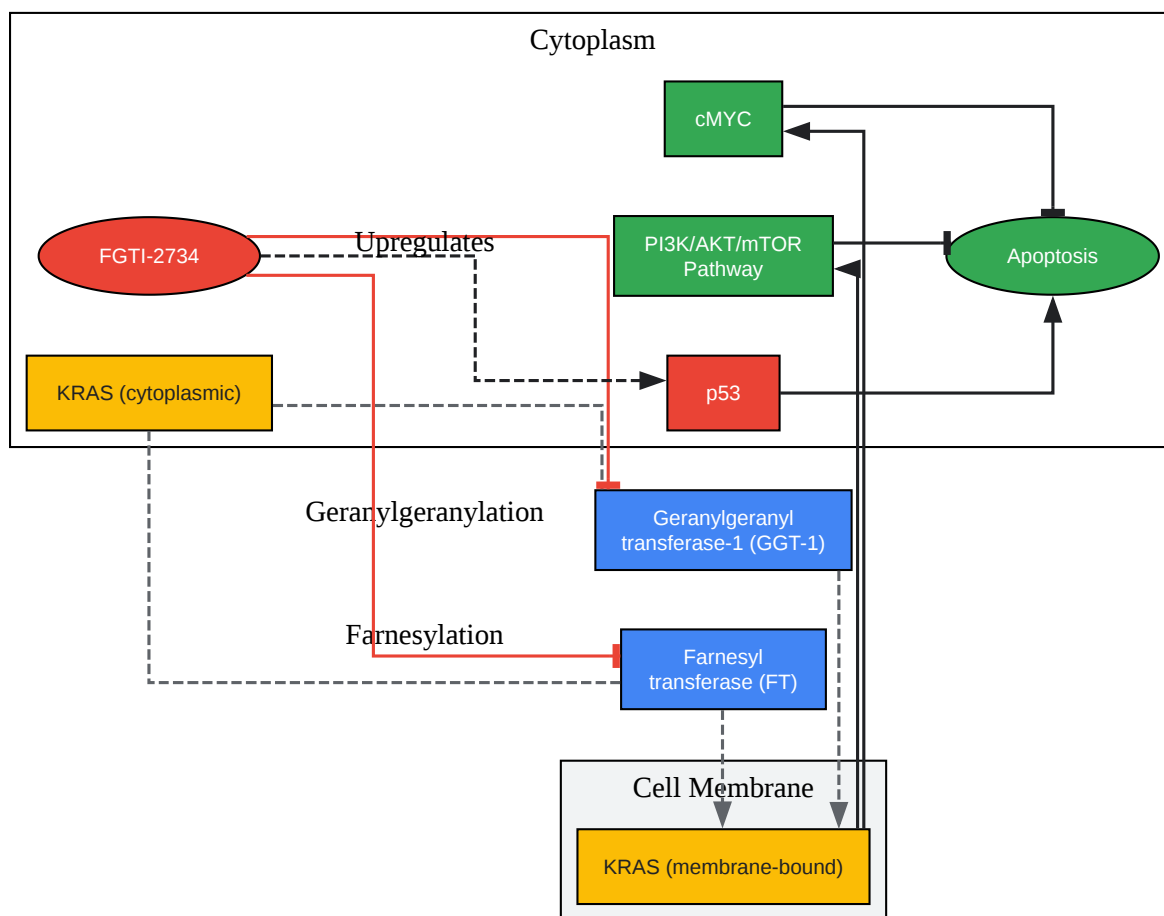 Cytoplasm
cMYC
FGTI-2734
Upregulates
PI3K/AKT/mTOR
Pathway
Apoptosis
KRAS (cytoplasmic)
p53
Geranylgeranylation
Geranylgeranyl
transferase-1 (GGT-1)
Farnesylation
Farnesyl
transferase (FT)
Cell Membrane
KRAS (membrane-bound)